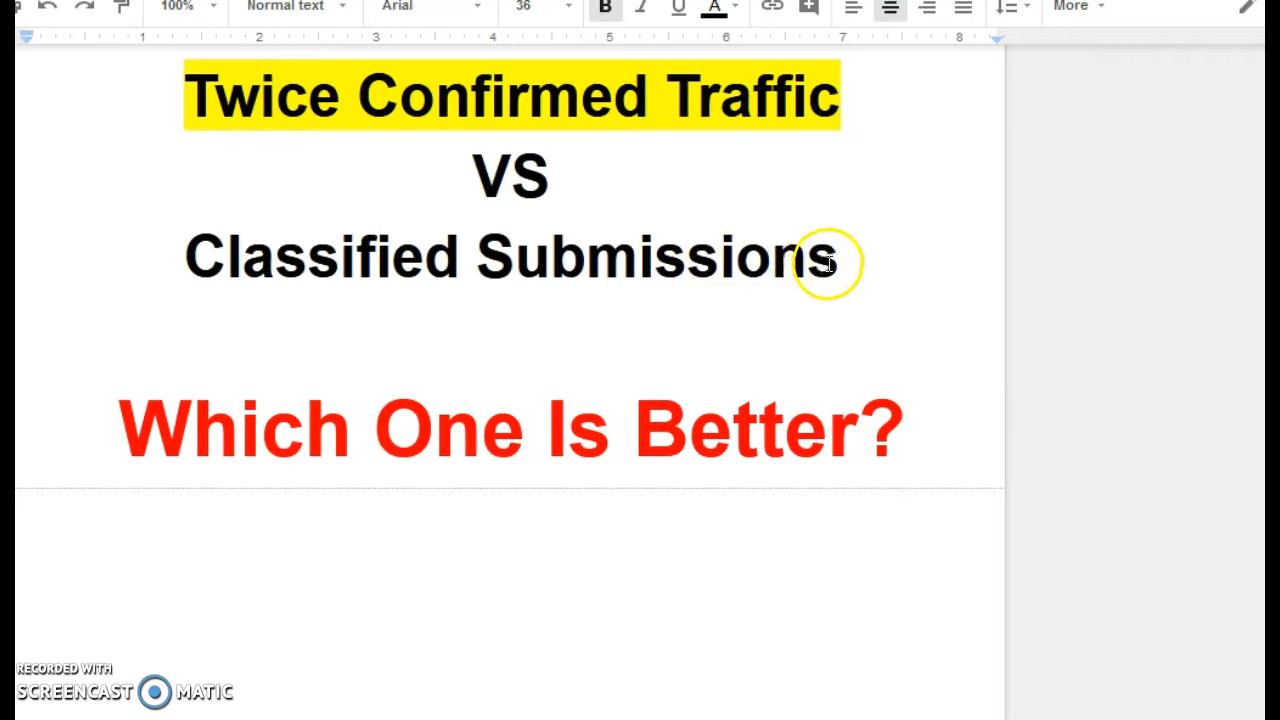 100% Normal text Arial 36 B I U A More
1 2 3 4 5 6 7 8
Twice Confirmed Traffic
VS
Classified Submissions
Which One Is Better?
RECORDED WITH
SCREENCAST MATIC